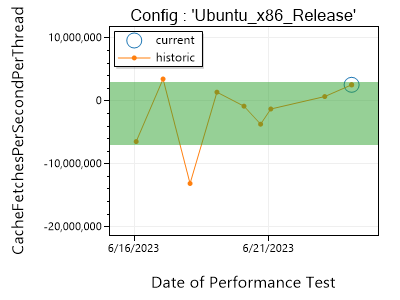 Config : 'Ubuntu_x86_Release'
CacheFetchesPerSecondPerThread
10,000,000
0
-10,000,000
-20,000,000
current
historic
6/16/2023
6/21/2023
Date of Performance Test